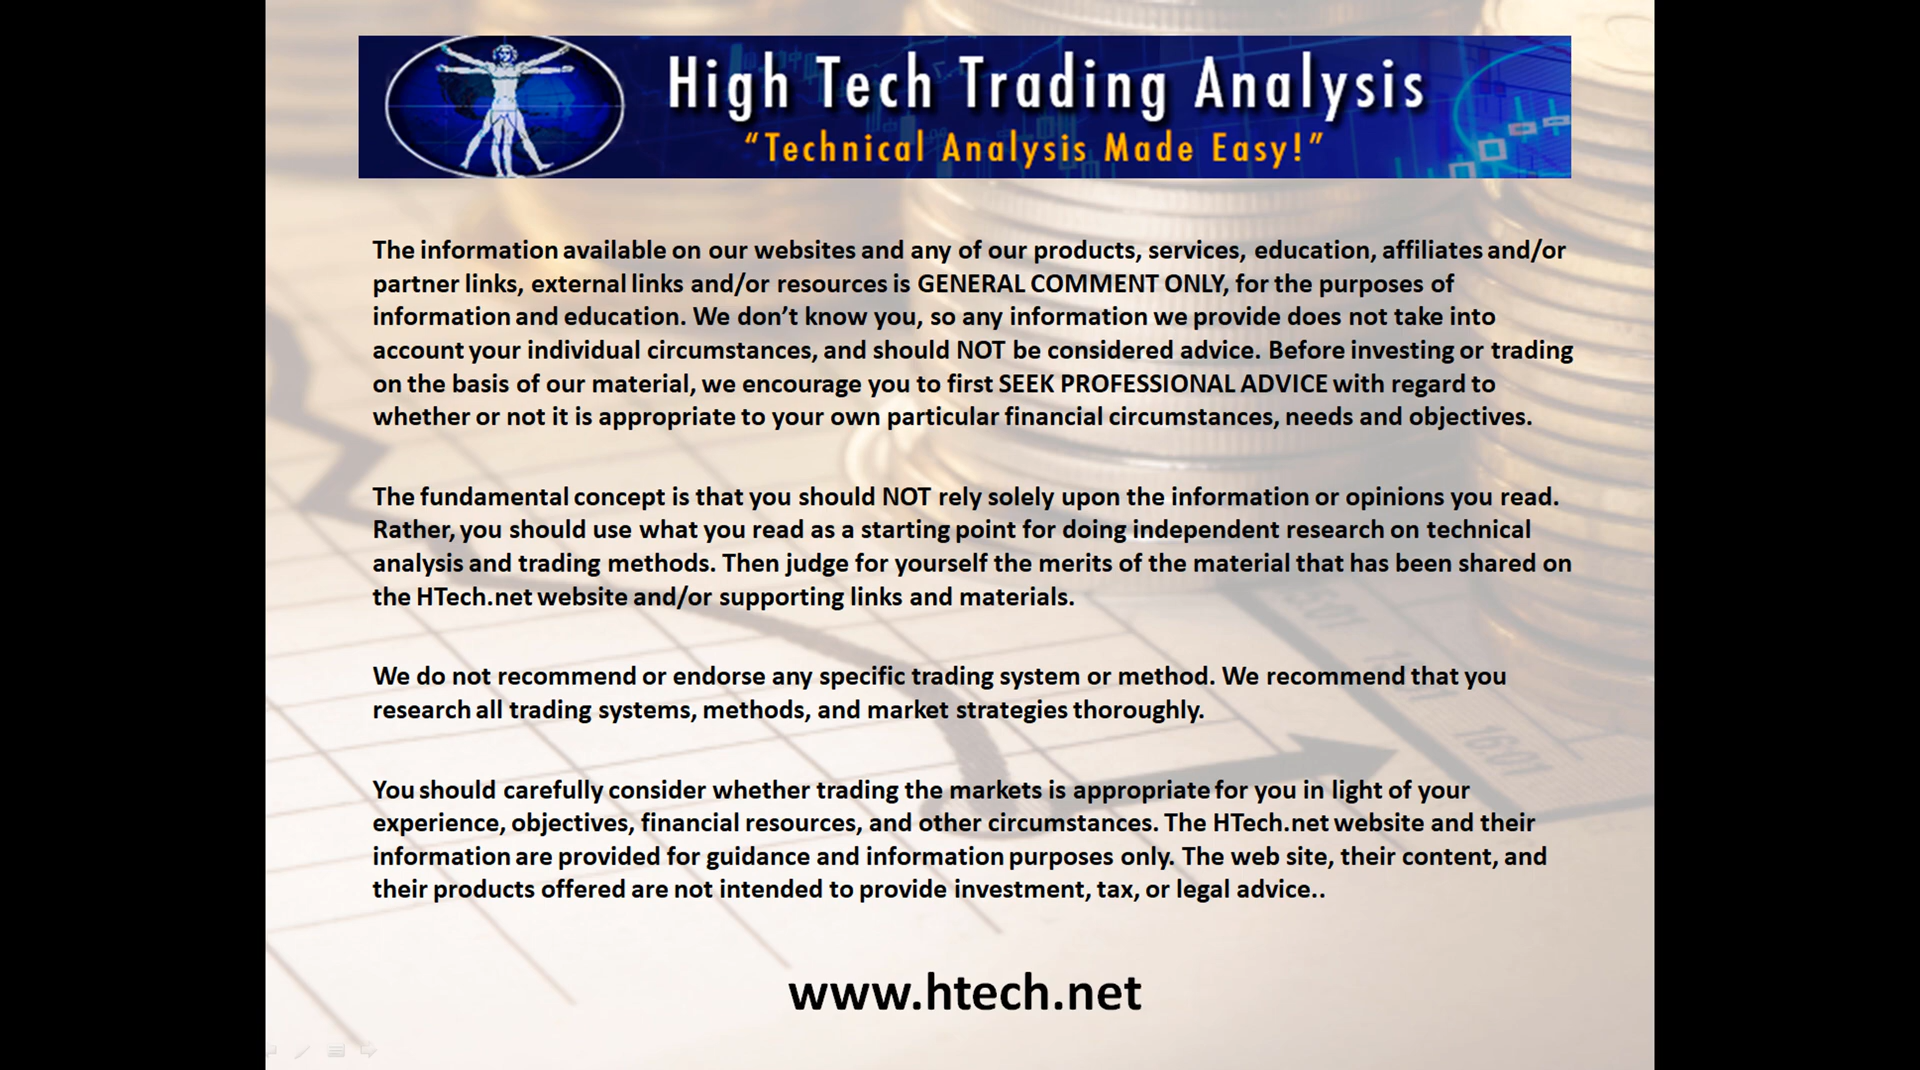 High Tech Trading Analysis
“Technical Analysis Made Easy!”
The information available on our websites and any of our products, services, education, affiliates and/or
partner links, external links and/or resources is GENERAL COMMENT ONLY, for the purposes of
information and education. We don’t know you, so any information we provide does not take into
account your individual circumstances, and should NOT be considered advice. Before investing or trading
on the basis of our material, we encourage you to first SEEK PROFESSIONAL ADVICE with regard to
whether or not it is appropriate to your own particular financial circumstances, needs and objectives.
The fundamental concept is that you should NOT rely solely upon the information or opinions you read.
Rather, you should use what you read as a starting point for doing independent research on technical
analysis and trading methods. Then judge for yourself the merits of the material that has been shared on
the HTech.net website and/or supporting links and materials.
We do not recommend or endorse any specific trading system or method. We recommend that you
research all trading systems, methods, and market strategies thoroughly.
You should carefully consider whether trading the markets is appropriate for you in light of your
experience, objectives, financial resources, and other circumstances. The HTech.net website and their
information are provided for guidance and information purposes only. The web site, their content, and
their products offered are not intended to provide investment, tax, or legal advice..
16:01
www.htech.net